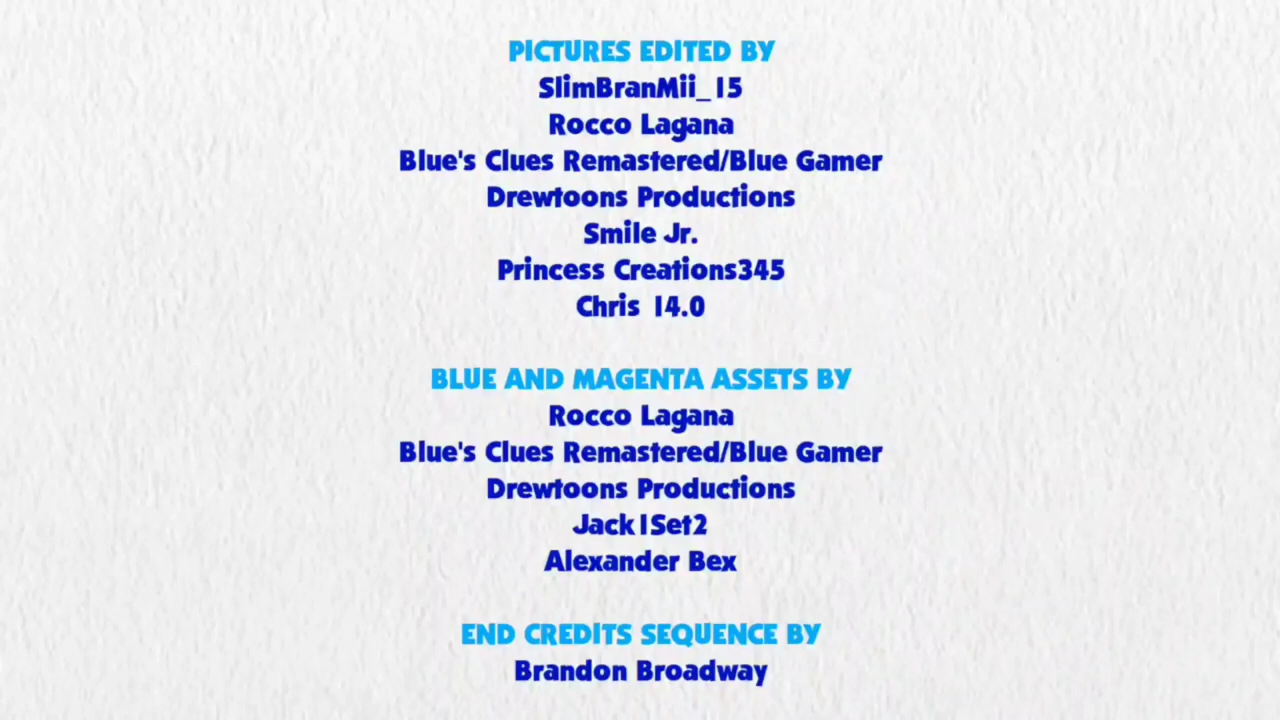 PICTURES EDITED BY
SlimBranMii_15
Rocco Lagana
Blue's Clues Remastered/Blue Gamer
Drewtoons Productions
Smile Jr.
Princess Creations345
Chris 14.0
BLUE AND MAGENTA ASSETS BY
Rocco Lagana
Blue's Clues Remastered/Blue Gamer
Drewtoons Productions
Jack1Set2
Alexander Bex
END CREDITS SEQUENCE BY
Brandon Broadway